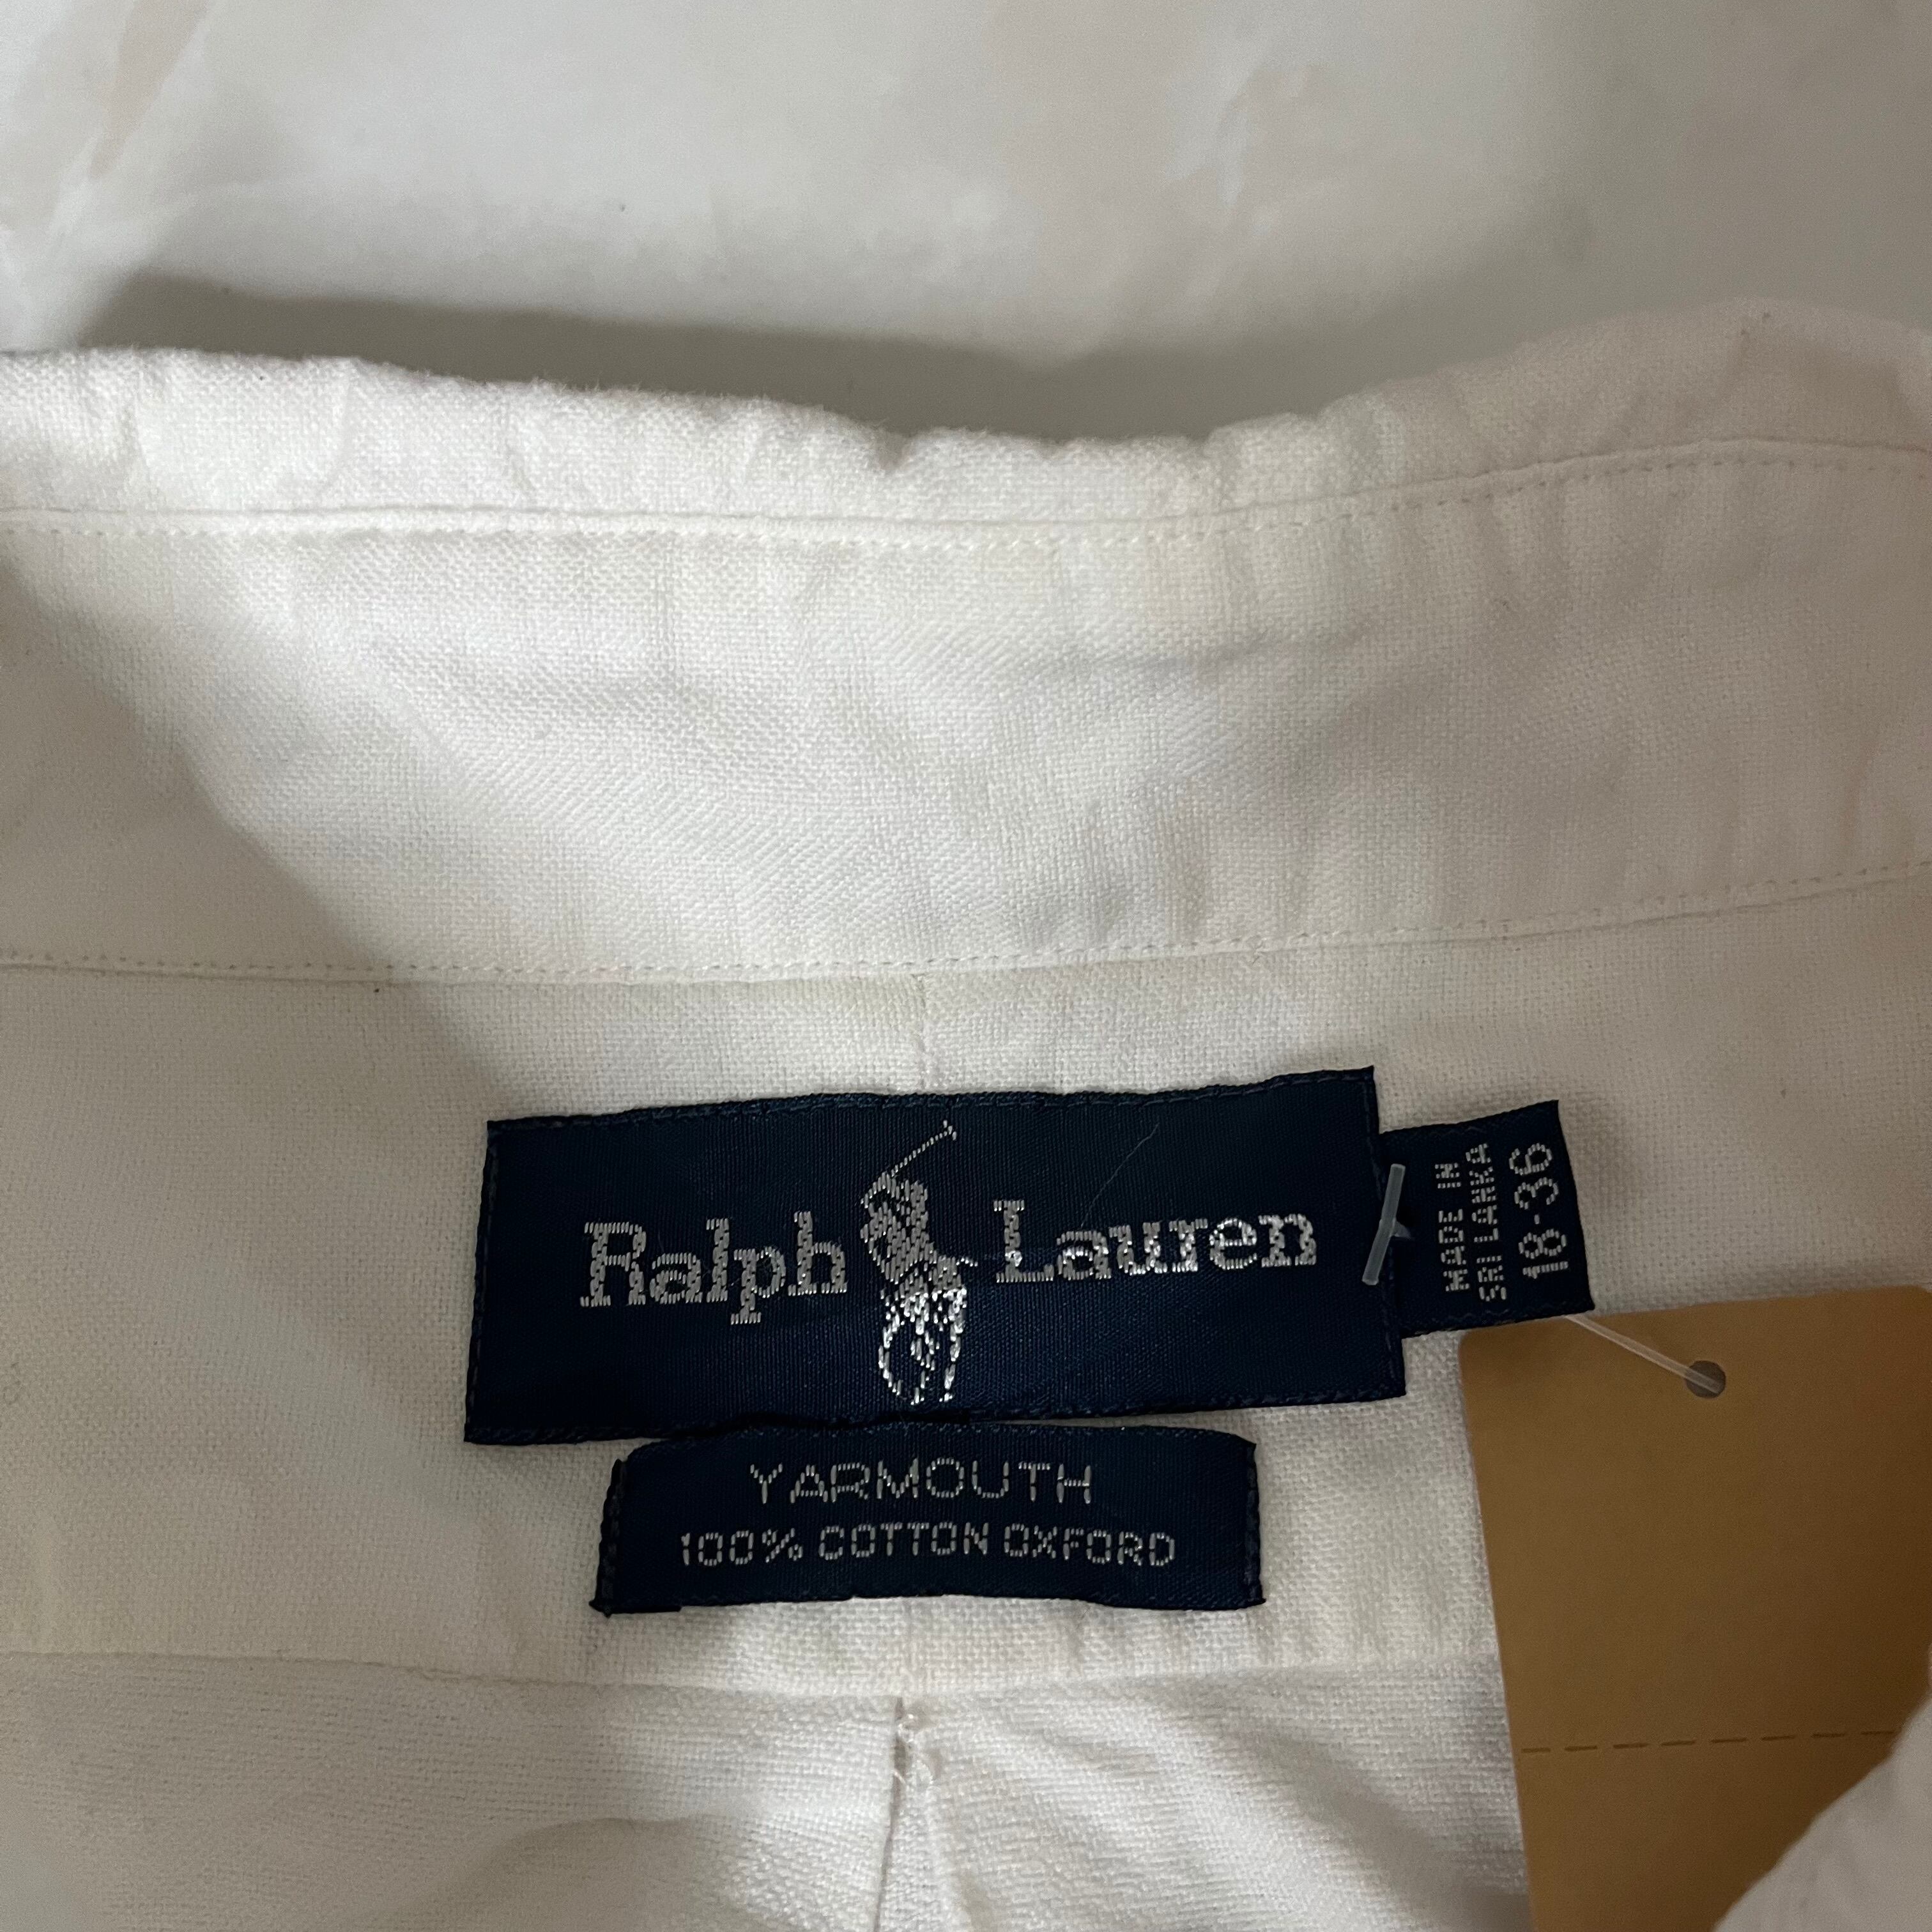 Ralph Lauren
MADE IN
SRI LANKA
18-36
YARMOUTH
100% COTTON OXFORD